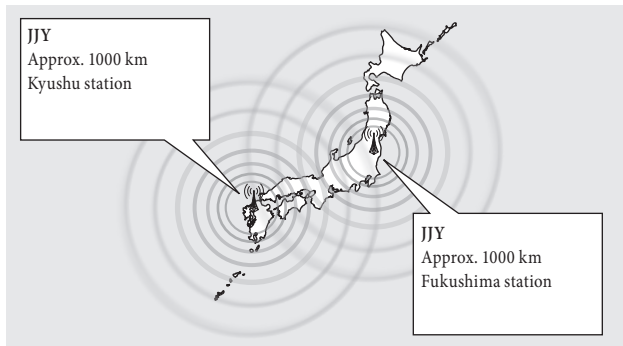 JJY
Approx. 1000 km
Kyushu station
JJY
Approx. 1000 km
Fukushima station